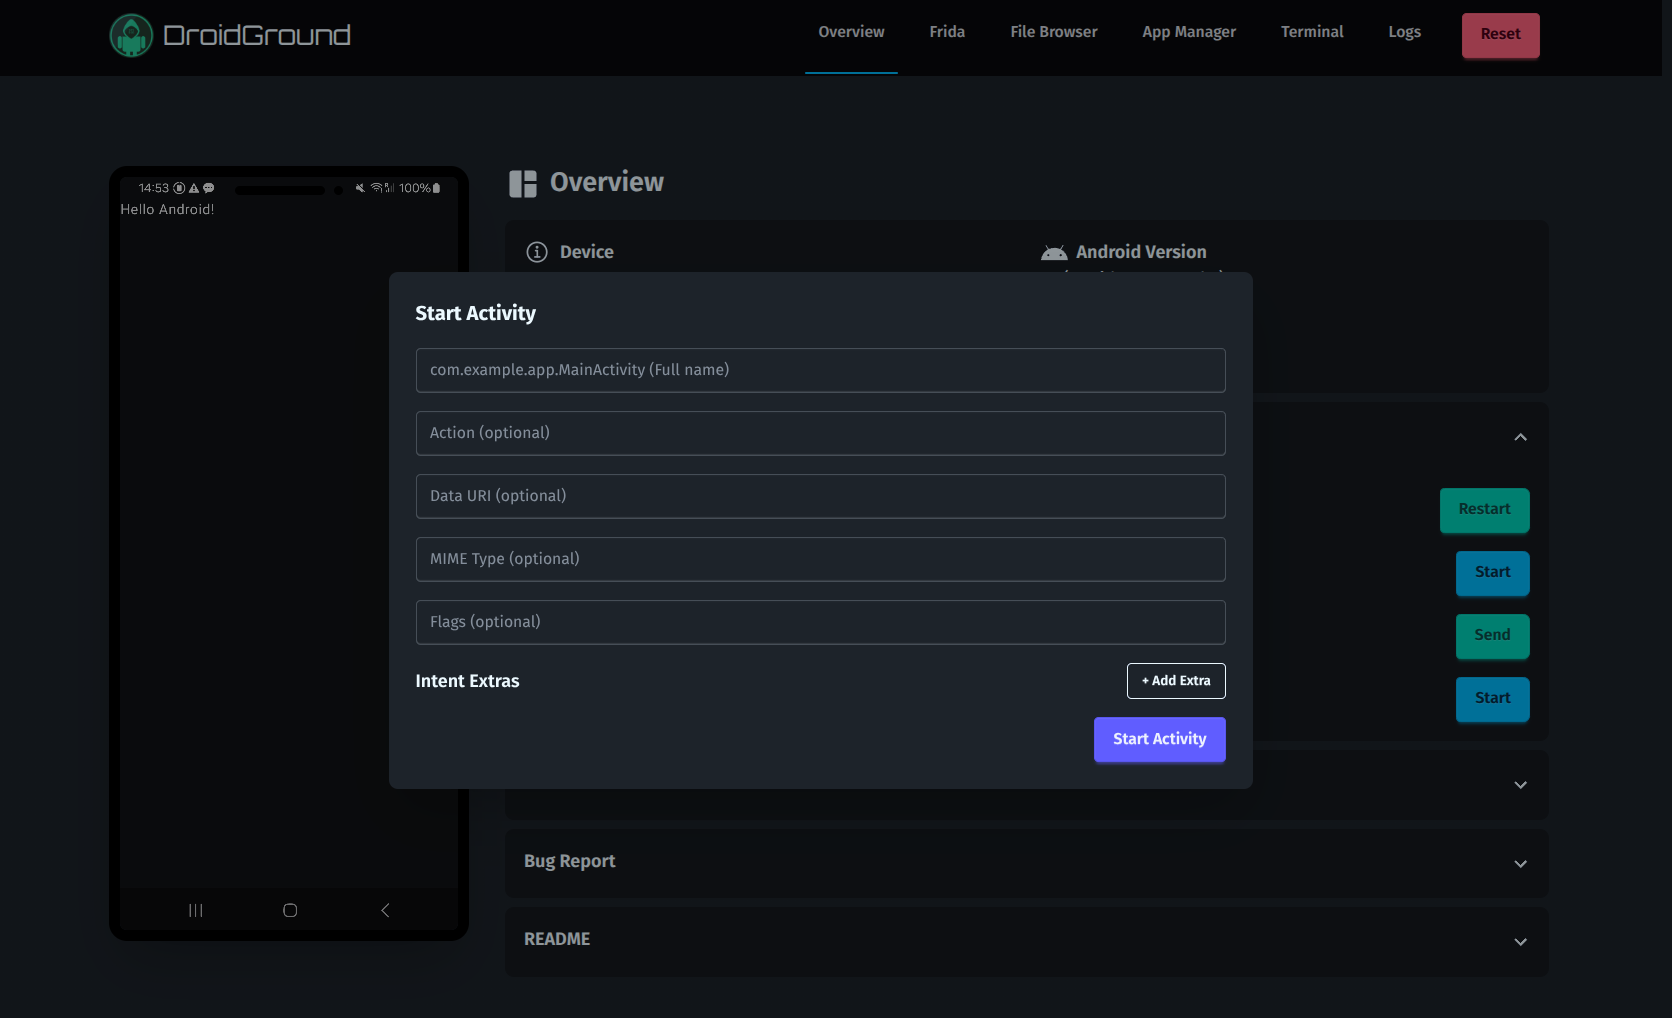 DroidGround
Overview
Frida
File Browser
App Manager
Terminal
Logs
Reset
14:53
100%
Hello Android!
Overview
Device
Android Version
Start Activity
com.example.app.MainActivity (Full name)
Action (optional)
Data URI (optional)
MIME Type (optional)
Flags (optional)
Intent Extras
+ Add Extra
Start Activity
Restart
Start
Send
Start
Bug Report
README